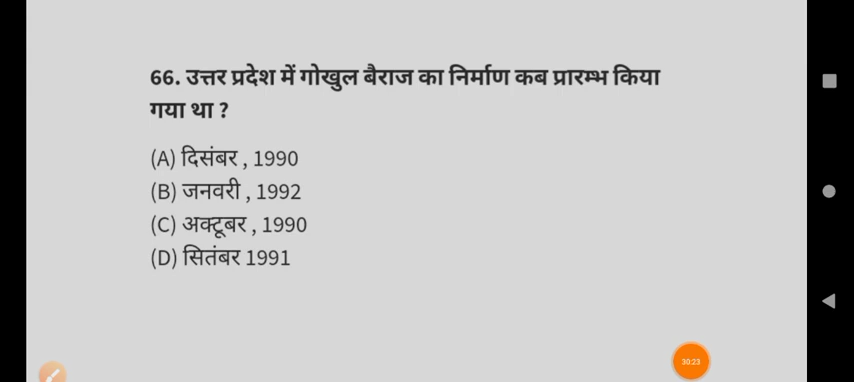 66. उत्तर प्रदेश में गोखुल बैराज का निर्माण कब प्रारम्भ किया
गया था ?
(A) दिसंबर , 1990
(B) जनवरी , 1992
(C) अक्टूबर , 1990
(D) सितंबर 1991
30:23